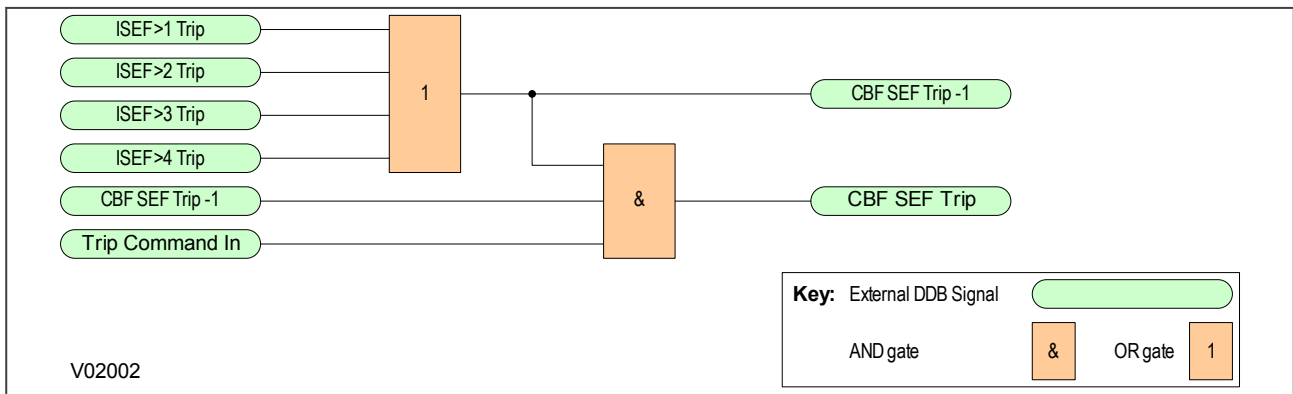 ISEF>1 Trip
ISEF>2 Trip
ISEF>3 Trip
ISEF>4 Trip
CBF SEF Trip -1
Trip Command In
1
&
CBF SEF Trip -1
CBF SEF Trip
Key: External DDB Signal
AND gate & OR gate 1
V02002